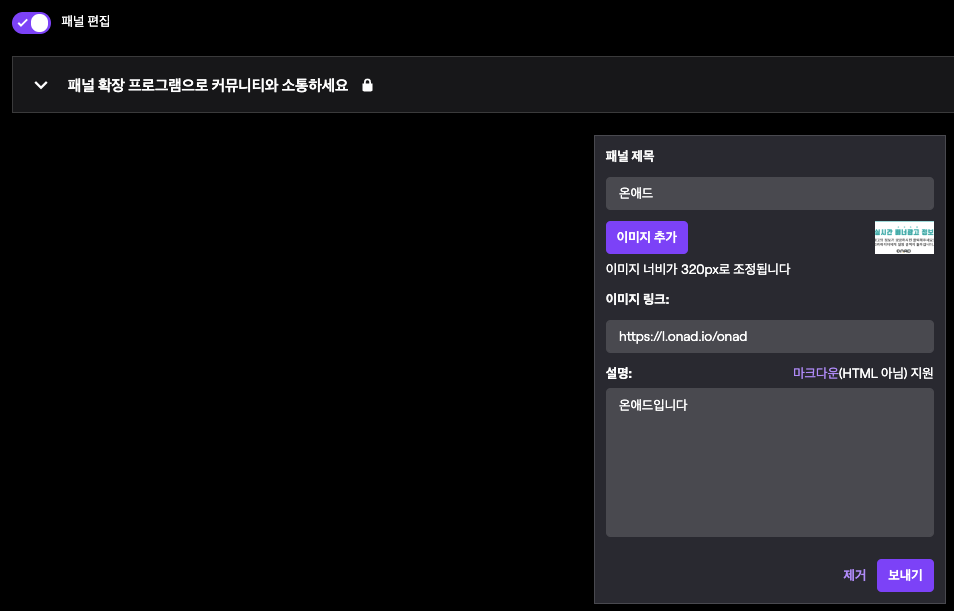 패널 편집
패널 확장 프로그램으로 커뮤니티와 소통하세요
패널 제목
온애드
이미지 추가
실시간 배너광고 정보
onAD
이미지 너비가 320px로 조정됩니다
이미지 링크:
https://l.onad.io/onad
설명:
마크다운(HTML 아님) 지원
온애드입니다
제거
보내기